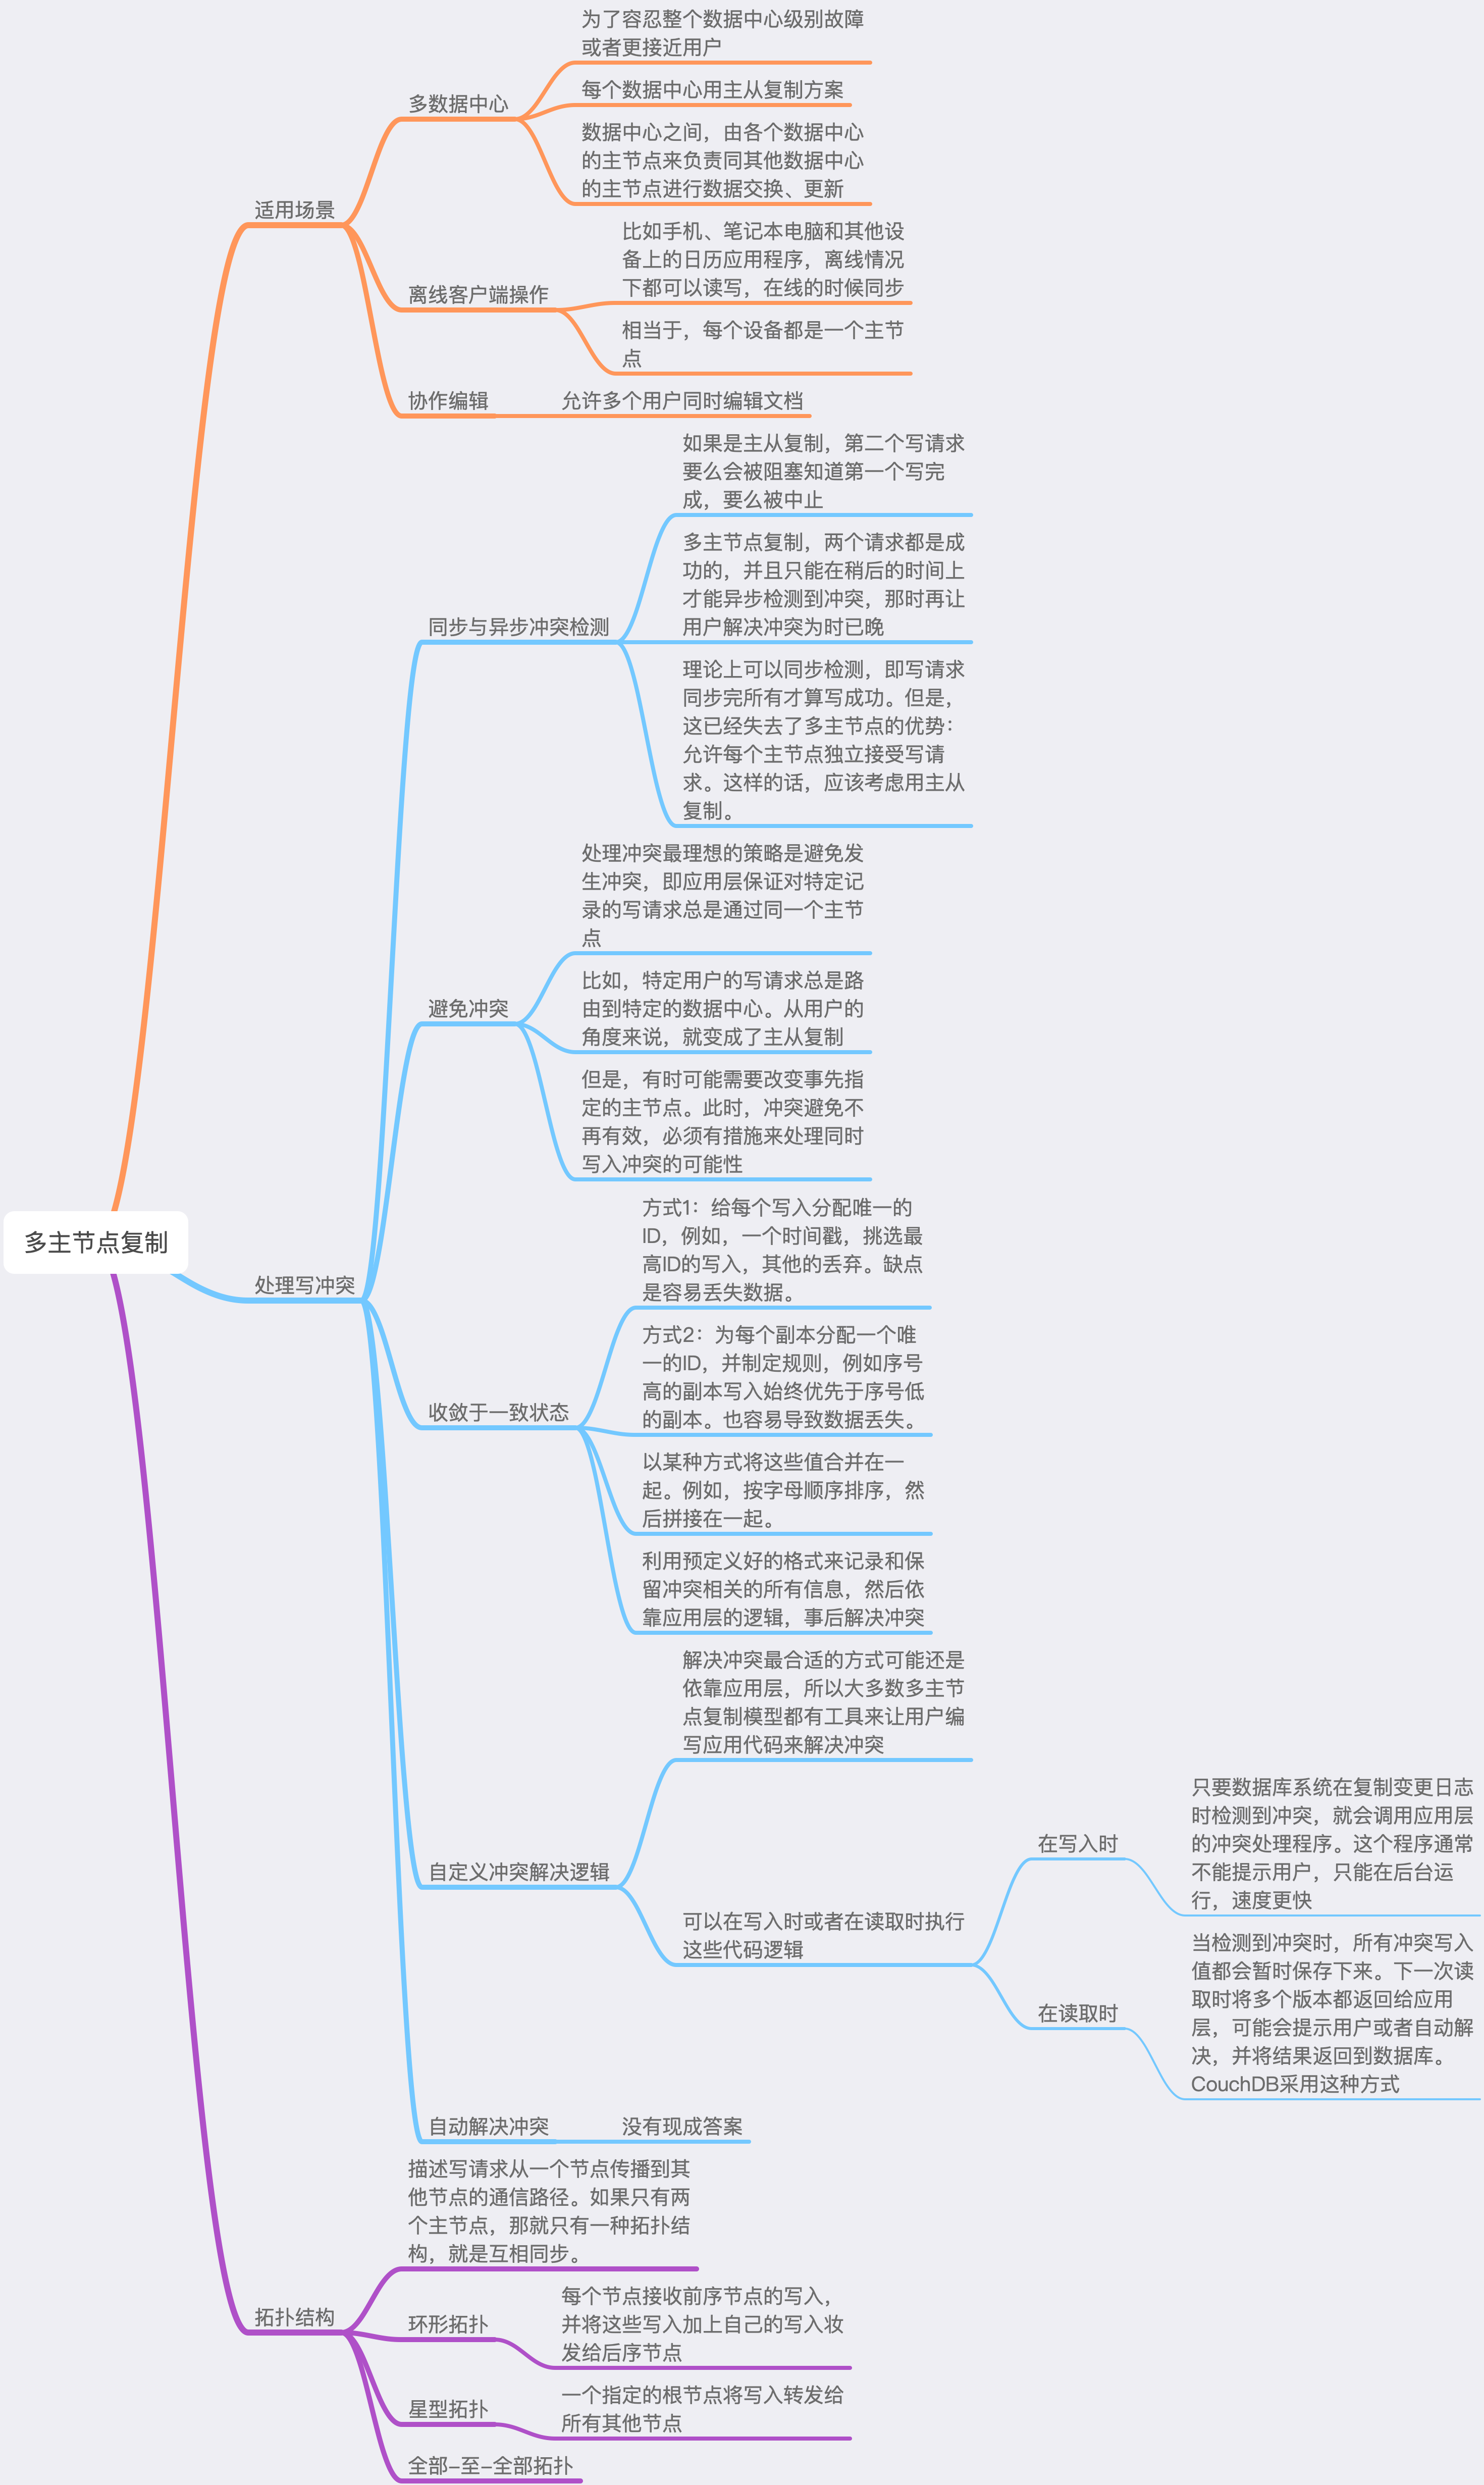 多主节点复制
适用场景
多数据中心
为了容忍整个数据中心级别故障
或者更接近用户
每个数据中心用主从复制方案
数据中心之间，由各个数据中心
的主节点来负责同其他数据中心
的主节点进行数据交换、更新
离线客户端操作
比如手机、笔记本电脑和其他设
备上的日历应用程序，离线情况
下都可以读写，在线的时候同步
相当于，每个设备都是一个主节
点
协作编辑
允许多个用户同时编辑文档
处理写冲突
同步与异步冲突检测
如果是主从复制，第二个写请求
要么会被阻塞知道第一个写完
成，要么被中止
多主节点复制，两个请求都是成
功的，并且只能在稍后的时间上
才能异步检测到冲突，那时再让
用户解决冲突为时已晚
理论上可以同步检测，即写请求
同步完所有才算写成功。但是，
这已经失去了多主节点的优势：
允许每个主节点独立接受写请
求。这样的话，应该考虑用主从
复制。
避免冲突
处理冲突最理想的策略是避免发
生冲突，即应用层保证对特定记
录的写请求总是通过同一个主节
点
比如，特定用户的写请求总是路
由到特定的数据中心。从用户的
角度来说，就变成了主从复制
但是，有时可能需要改变事先指
定的主节点。此时，冲突避免不
再有效，必须有措施来处理同时
写入冲突的可能性
收敛于一致状态
方式1：给每个写入分配唯一的
ID，例如，一个时间戳，挑选最
高ID的写入，其他的丢弃。缺点
是容易丢失数据。
方式2：为每个副本分配一个唯
一的ID，并制定规则，例如序号
高的副本写入始终优先于序号低
的副本。也容易导致数据丢失。
以某种方式将这些值合并在一
起。例如，按字母顺序排序，然
后拼接在一起。
利用预定义好的格式来记录和保
留冲突相关的所有信息，然后依
靠应用层的逻辑，事后解决冲突
自定义冲突解决逻辑
解决冲突最合适的方式可能还是
依靠应用层，所以大多数多主节
点复制模型都有工具来让用户编
写应用代码来解决冲突
可以在写入时或者在读取时执行
这些代码逻辑
在写入时
只要数据库系统在复制变更日志
时检测到冲突，就会调用应用层
的冲突处理程序。这个程序通常
不能提示用户，只能在后台运
行，速度更快
在读取时
当检测到冲突时，所有冲突写入
值都会暂时保存下来。下一次读
取时将多个版本都返回给应用
层，可能会提示用户或者自动解
决，并将结果返回到数据库。
CouchDB采用这种方式
自动解决冲突
没有现成答案
拓扑结构
描述写请求从一个节点传播到其
他节点的通信路径。如果只有两
个主节点，那就只有一种拓扑结
构，就是互相同步。
环形拓扑
每个节点接收前序节点的写入，
并将这些写入加上自己的写入妆
发给后序节点
星型拓扑
一个指定的根节点将写入转发给
所有其他节点
全部-至-全部拓扑